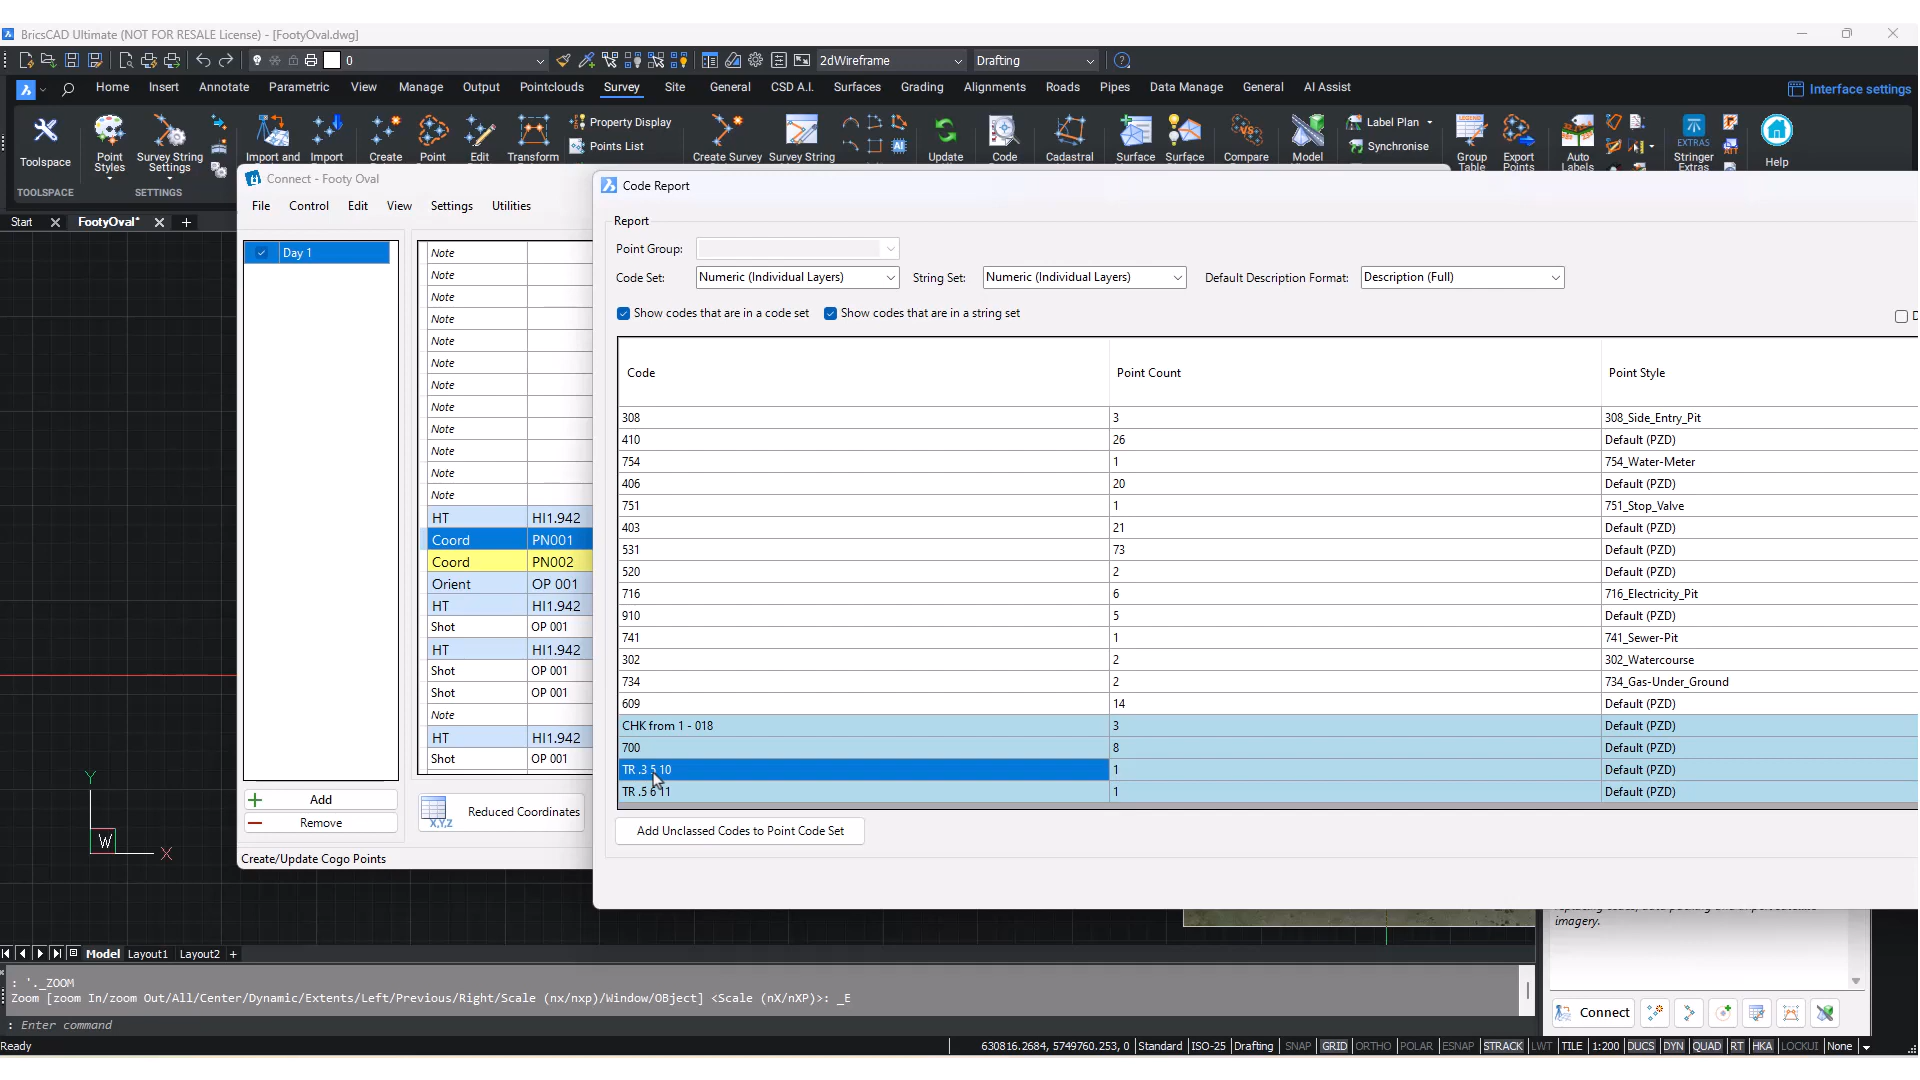 BricsCAD Ultimate (NOT FOR RESALE License) - [FootyOval.dwg]
0
2dWireframe
Drafting
Home Insert Annotate Parametric View Manage Output Pointclouds Survey Site General CSD A.I. Surfaces Grading Alignments Roads Pipes Data Manage General AI Assist
Interface settings
Property Display
Points List
Label Plan
Synchronise
Toolspace
Point Styles
Survey String Settings
Import and
Import
Create
Point
Edit
Transform
Create Survey
Survey String
Update
Code
Cadastral
Surface
Surface
Compare
Model
Group Table
Export Points
Auto Labels
EXTRAS
Stringer Extras
Help
TOOLSPACE
SETTINGS
Start
FootyOval*
Connect - Footy Oval
File Control Edit View Settings Utilities
Day 1
Note
Note
Note
Note
Note
Note
Note
Note
Note
Note
Note
Note
HT HI1.942
Coord PN001
Coord PN002
Orient OP 001
HT HI1.942
Shot OP 001
HT HI1.942
Shot OP 001
Shot OP 001
Note
HT HI1.942
Shot OP 001
Add
Remove
X,Y,Z
Reduced Coordinates
Create/Update Cogo Points
Code Report
Report
Point Group:
Code Set: Numeric (Individual Layers) String Set: Numeric (Individual Layers) Default Description Format: Description (Full)
Show codes that are in a code set Show codes that are in a string set
Code Point Count Point Style
308 3 308_Side_Entry_Pit
410 26 Default (PZD)
754 1 754_Water-Meter
406 20 Default (PZD)
751 1 751_Stop_Valve
403 21 Default (PZD)
531 73 Default (PZD)
520 2 Default (PZD)
716 6 716_Electricity_Pit
910 5 Default (PZD)
741 1 741_Sewer-Pit
302 2 302_Watercourse
734 2 734_Gas-Under_Ground
609 14 Default (PZD)
CHK from 1 - 018 3 Default (PZD)
700 8 Default (PZD)
TR .3 5 10 1 Default (PZD)
TR .5 6 11 1 Default (PZD)
Add Unclassed Codes to Point Code Set
imagery.
Y
W
X
Model Layout1 Layout2 +
: '._ZOOM
Zoom [zoom In/zoom Out/All/Center/Dynamic/Extents/Left/Previous/Right/Scale (nx/nxp)/Window/OBject] <Scale (nX/nXP)>: _E
: Enter command
Connect
Ready
630816.2684, 5749760.253, 0 Standard ISO-25 Drafting SNAP GRID ORTHO POLAR ESNAP STRACK LWT TILE 1:200 DUCS DYN QUAD RT HKA LOCKUI None